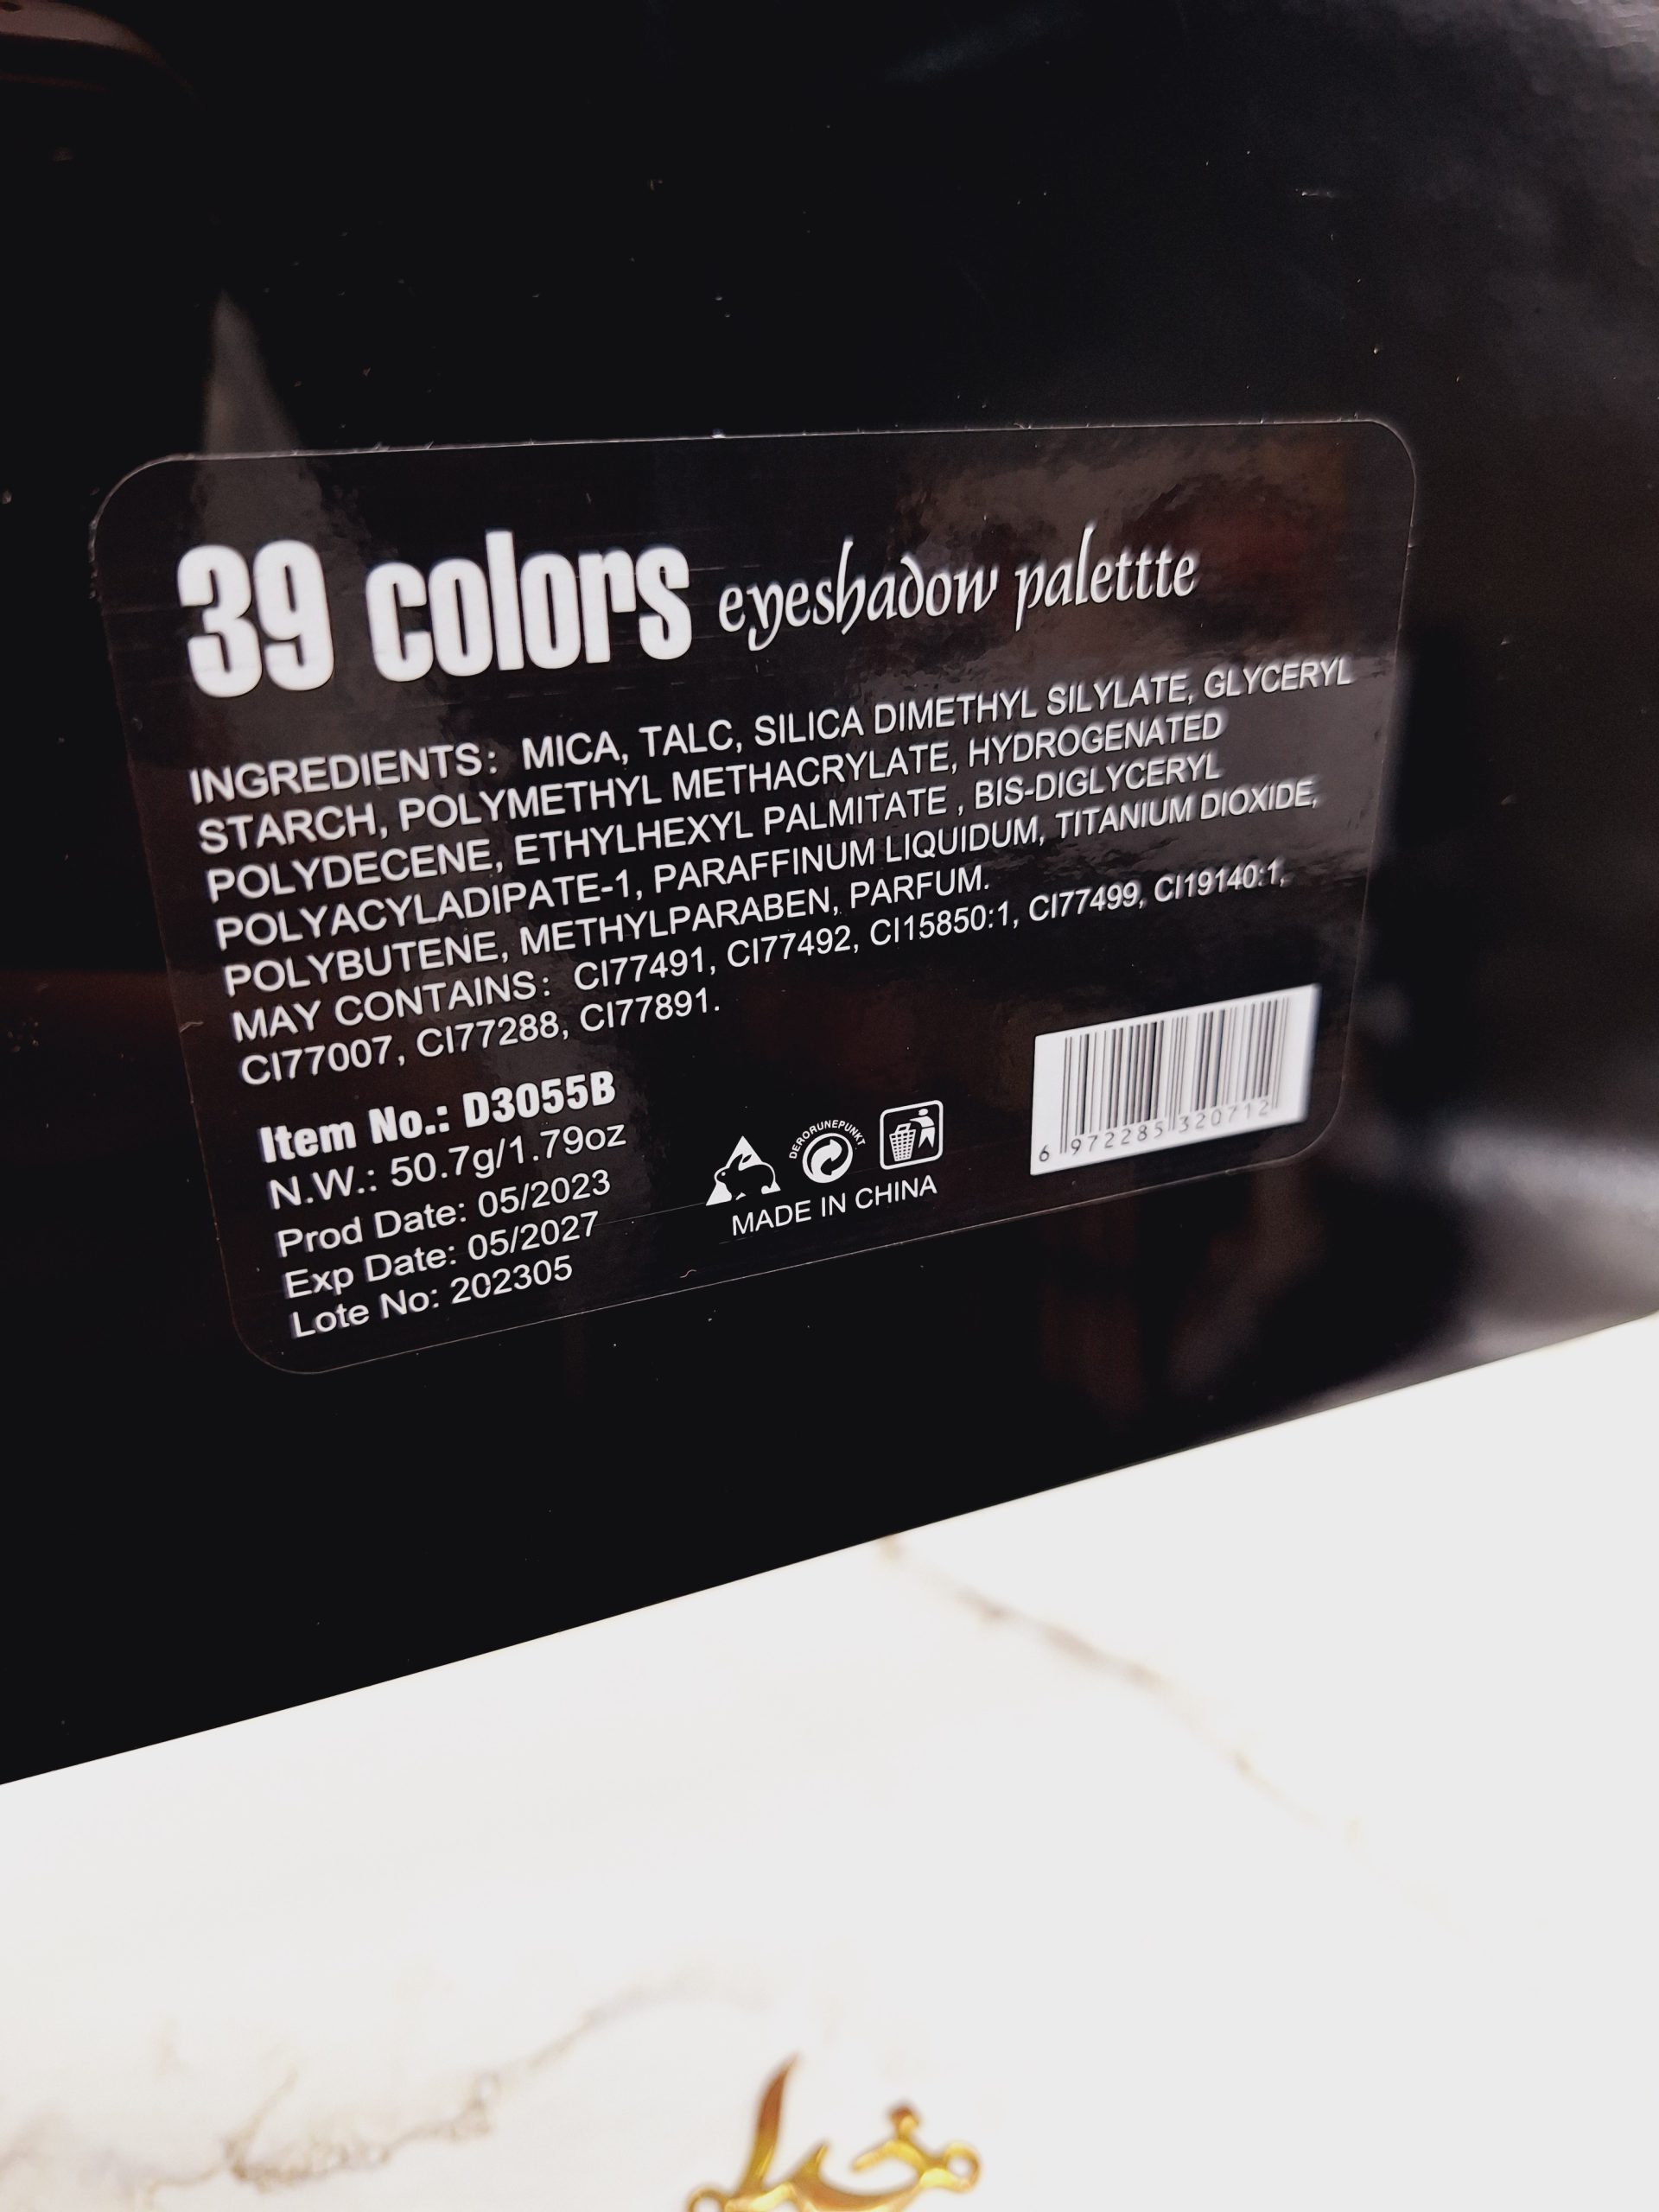 39 colors eyeshadow palettte
INGREDIENTS: MICA, TALC, SILICA DIMETHYL SILYLATE, GLYCERYL
STARCH, POLYMETHYL METHACRYLATE, HYDROGENATED
POLYDECENE, ETHYLHEXYL PALMITATE , BIS-DIGLYCERYL
POLYACYLADIPATE-1, PARAFFINUM LIQUIDUM, TITANIUM DIOXIDE,
POLYBUTENE, METHYLPARABEN, PARFUM.
MAY CONTAINS: CI77491, CI77492, CI15850:1, CI77499, CI19140:1,
CI77007, CI77288, CI77891.
Item No.: D3055B
N.W.: 50.7g/1.79oz
Prod Date: 05/2023
Exp Date: 05/2027
Lote No: 202305
DERORUNEPUNKT
MADE IN CHINA
6 972285 320712